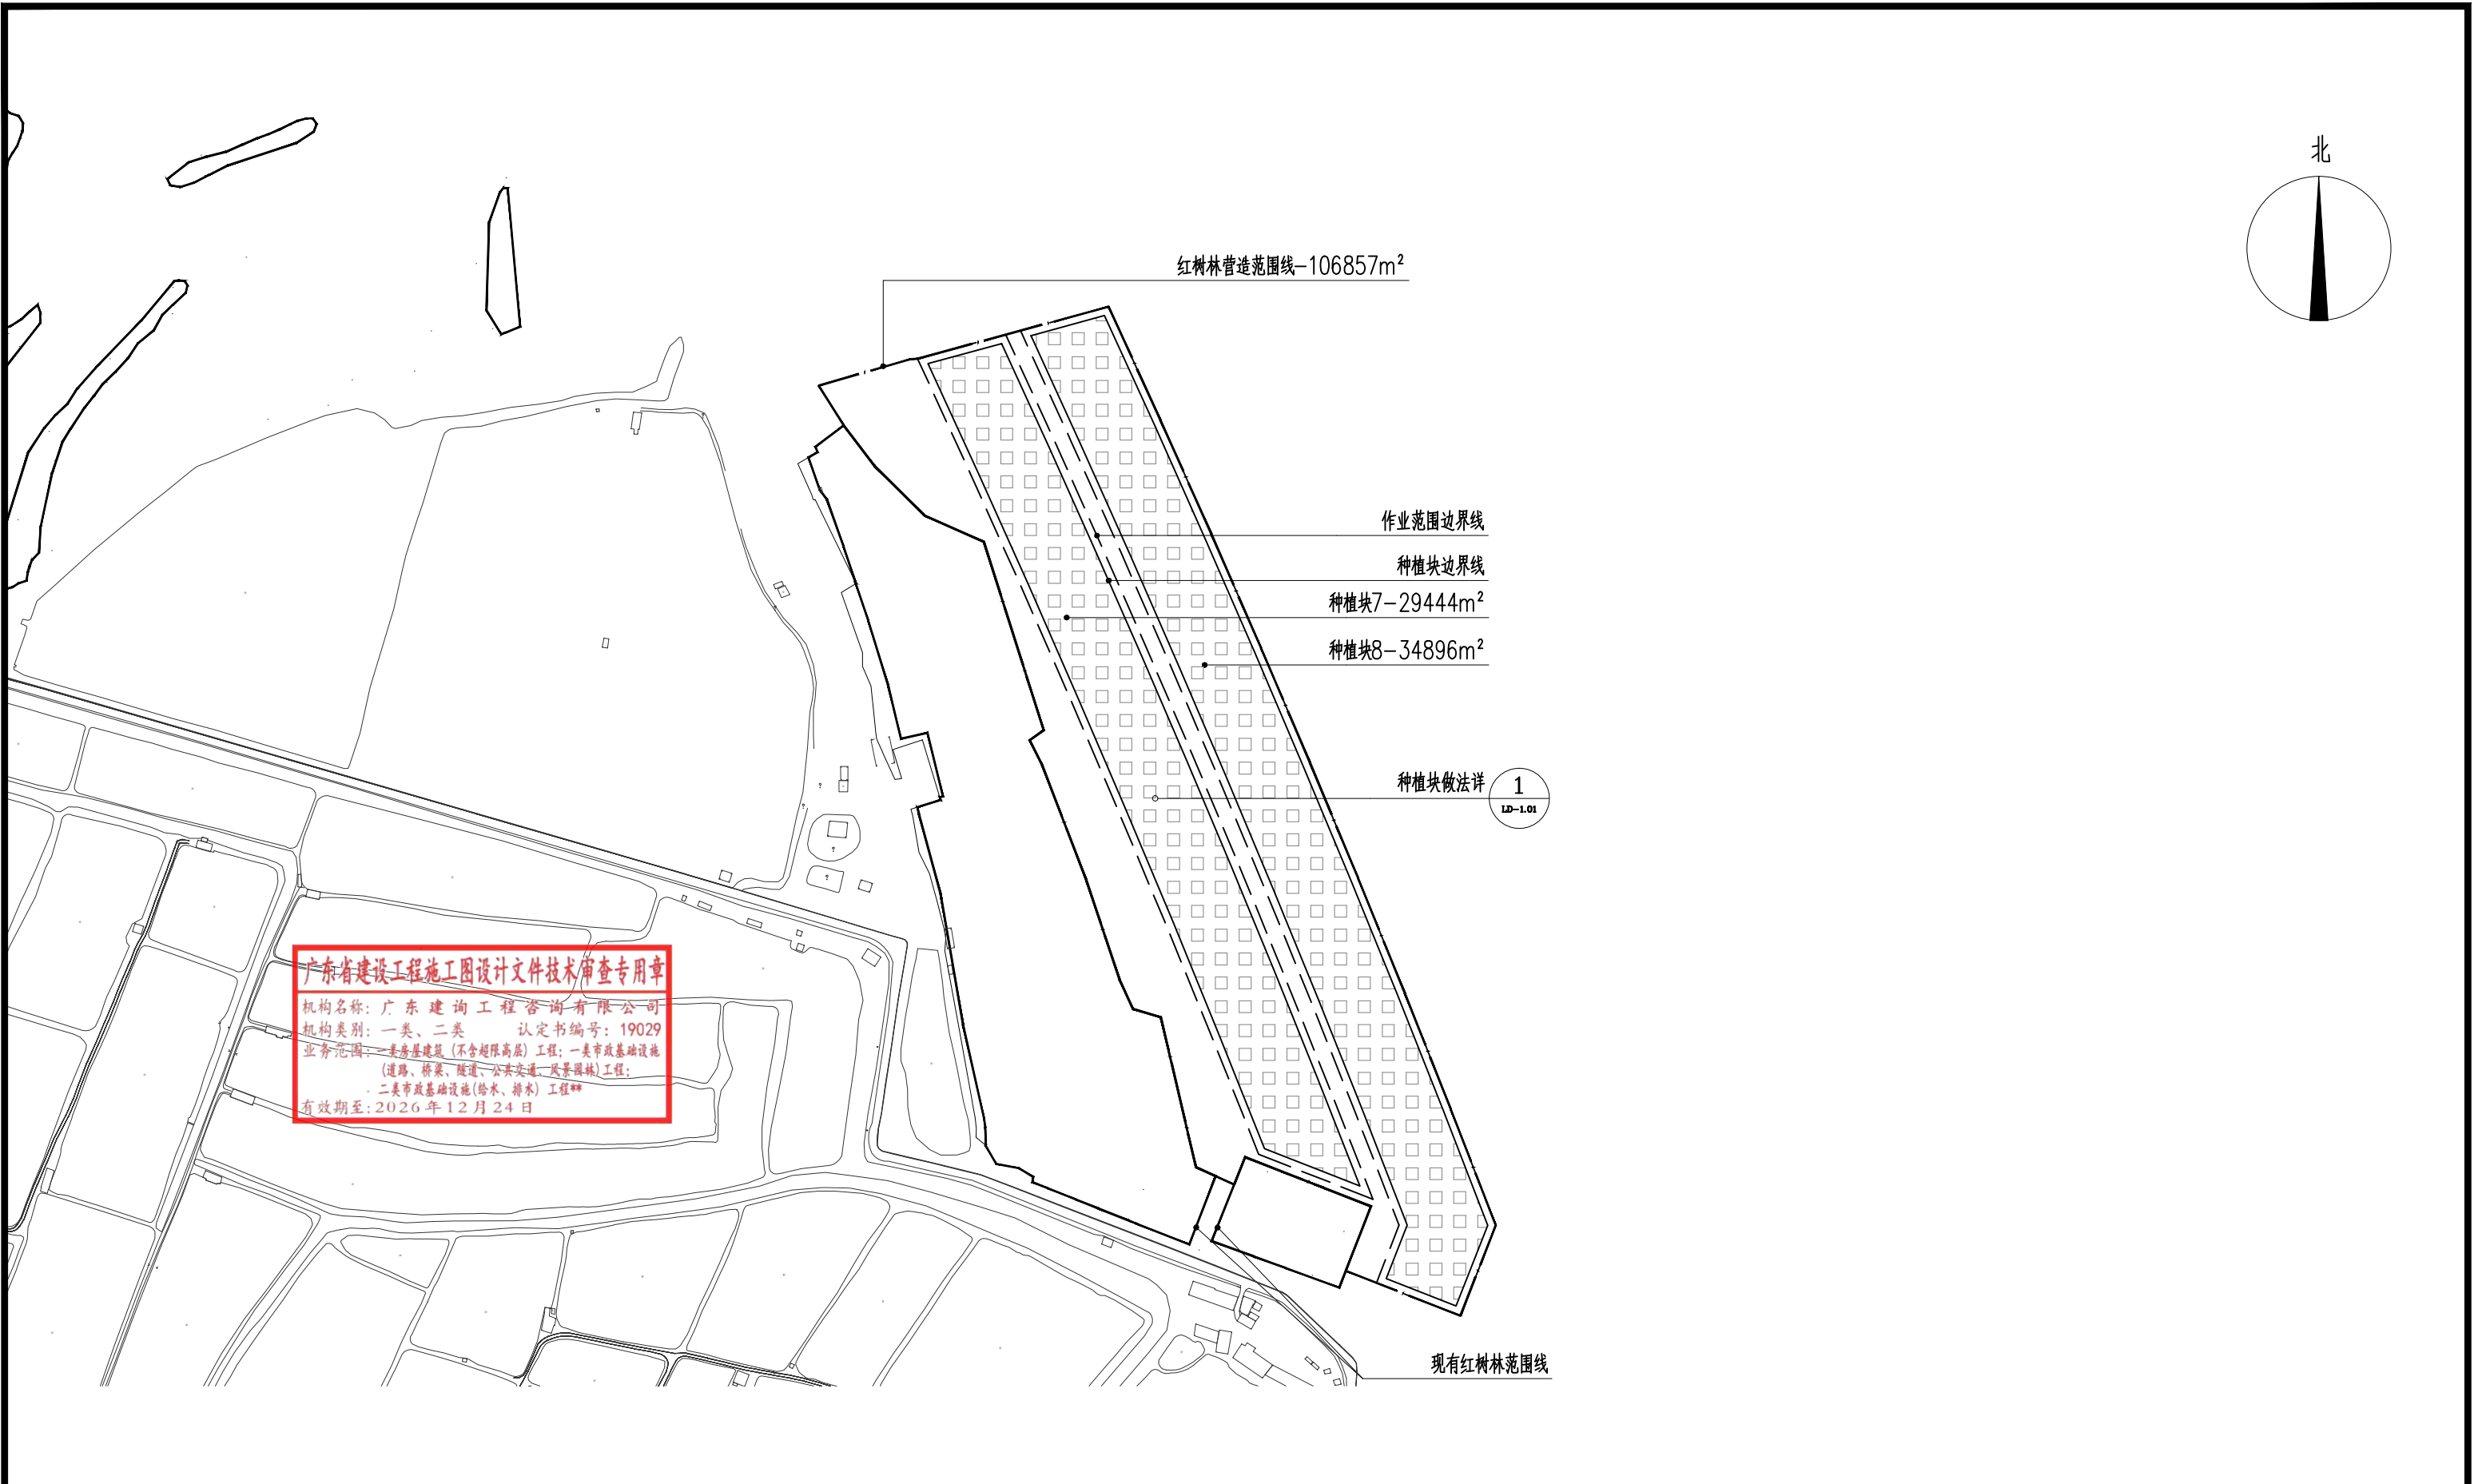 北
红树林营造范围线-106857m²
作业范围边界线
种植块边界线
种植块7-29444m²
种植块8-34896m²
种植块做法详
1
LD-1.01
广东省建设工程施工图设计文件技术审查专用章
机构名称：广东建询工程咨询有限公司
机构类别：一类、二类 认定书编号：19029
业务范围：一类房屋建筑（不含超限高层）工程；一类市政基础设施
（道路、桥梁、隧道、公共交通、风景园林）工程；
二类市政基础设施（给水、排水）工程**
有效期至：2026年12月24日
现有红树林范围线